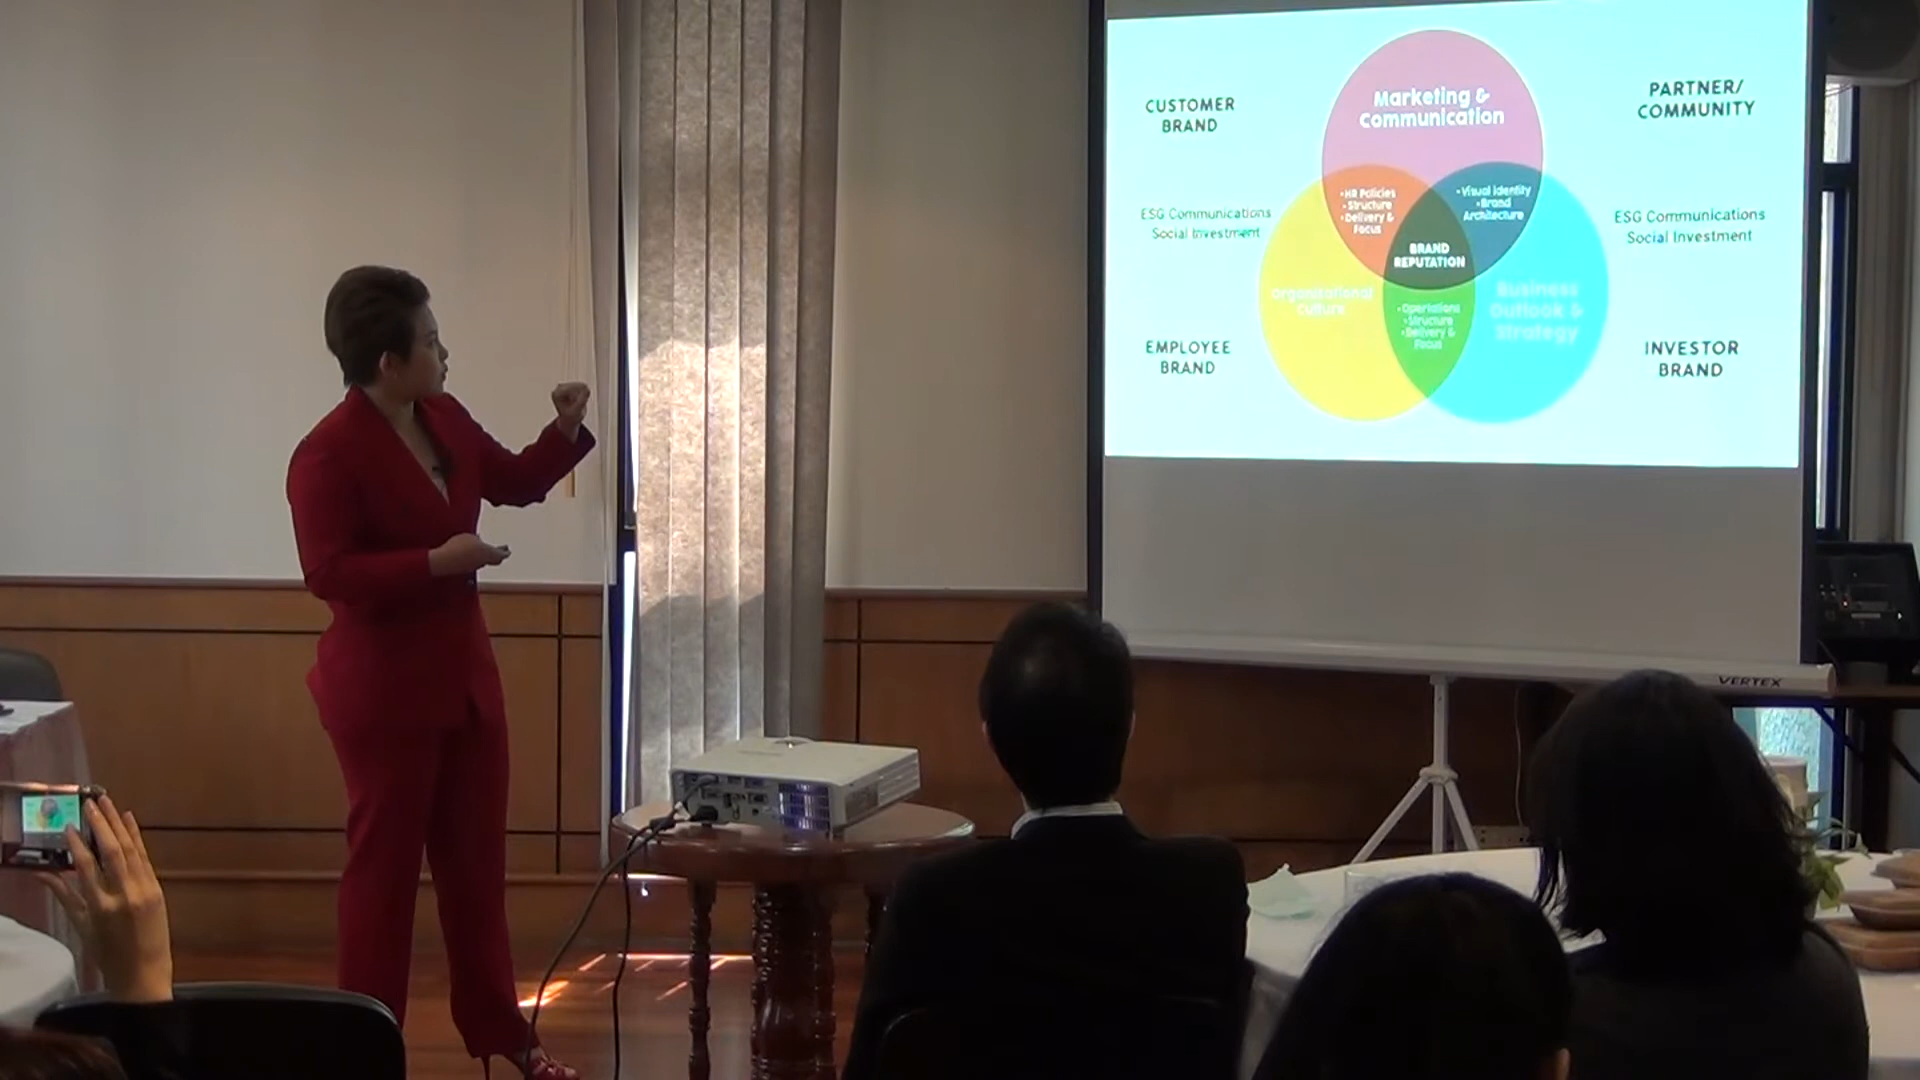 CUSTOMER
BRAND
Marketing &
Communication
PARTNER/
COMMUNITY
ESG Communications
Social Investment
• HR Policies
• Structure
• Delivery &
Focus
• Visual Identity
• Brand
Architecture
ESG Communications
Social Investment
BRAND
REPUTATION
Organizational
Culture
• Operations
• Structure
• Delivery &
Focus
Business
Outlook &
Strategy
EMPLOYEE
BRAND
INVESTOR
BRAND
VERTEX